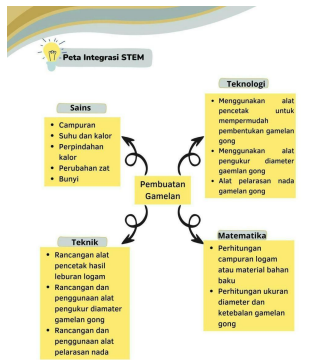 Peta Integrasi STEM
Teknologi
• Menggunakan alat
pencetak untuk
mempermudah
pembentukan gamelan
gong
• Menggunakan alat
pengukur diameter
gaemlan gong
• Alat pelarasan nada
gamelan gong
Sains
• Campuran
• Suhu dan kalor
• Perpindahan
kalor
• Perubahan zat
• Bunyi
Pembuatan
Gamelan
Teknik
• Rancangan alat
pencetak hasil
leburan logam
• Rancangan dan
penggunaan alat
pengukur diamater
gamelan gong
• Rancangan dan
penggunaan alat
pelarasan nada
Matematika
• Perhitungan
campuran logam
atau material bahan
baku
• Perhitungan ukuran
diameter dan
ketebalan gamelan
gong